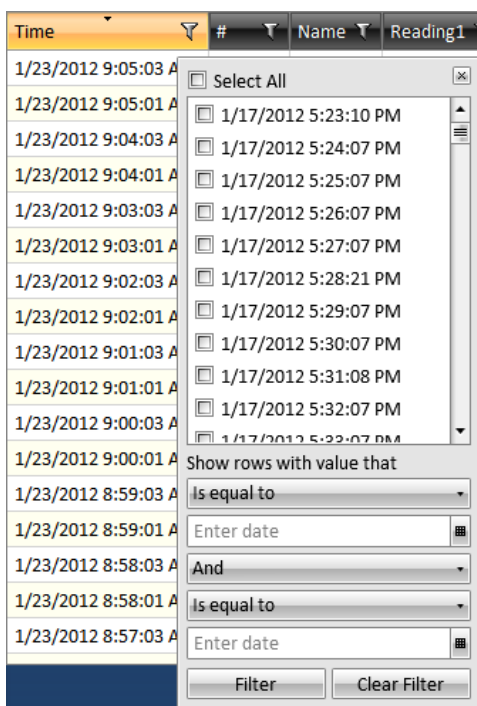 Time # Name Reading1
1/23/2012 9:05:03 A
1/23/2012 9:05:01 A
1/23/2012 9:04:03 A
1/23/2012 9:04:01 A
1/23/2012 9:03:03 A
1/23/2012 9:03:01 A
1/23/2012 9:02:03 A
1/23/2012 9:02:01 A
1/23/2012 9:01:03 A
1/23/2012 9:01:01 A
1/23/2012 9:00:03 A
1/23/2012 9:00:01 A
1/23/2012 8:59:03 A
1/23/2012 8:59:01 A
1/23/2012 8:58:03 A
1/23/2012 8:58:01 A
1/23/2012 8:57:03 A
Select All
1/17/2012 5:23:10 PM
1/17/2012 5:24:07 PM
1/17/2012 5:25:07 PM
1/17/2012 5:26:07 PM
1/17/2012 5:27:07 PM
1/17/2012 5:28:21 PM
1/17/2012 5:29:07 PM
1/17/2012 5:30:07 PM
1/17/2012 5:31:08 PM
1/17/2012 5:32:07 PM
1/17/2012 5:33:07 PM
Show rows with value that
Is equal to
Enter date
And
Is equal to
Enter date
Filter Clear Filter